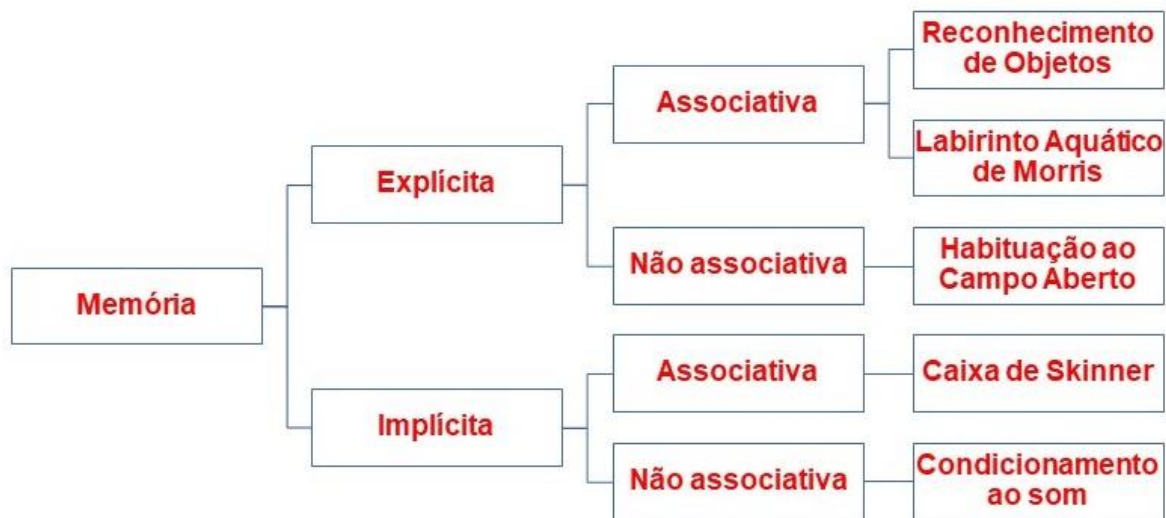 Memória
Explícita
Associativa
Reconhecimento
de Objetos
Labirinto Aquático
de Morris
Não associativa
Habituação ao
Campo Aberto
Implícita
Associativa
Caixa de Skinner
Não associativa
Condicionamento
ao som